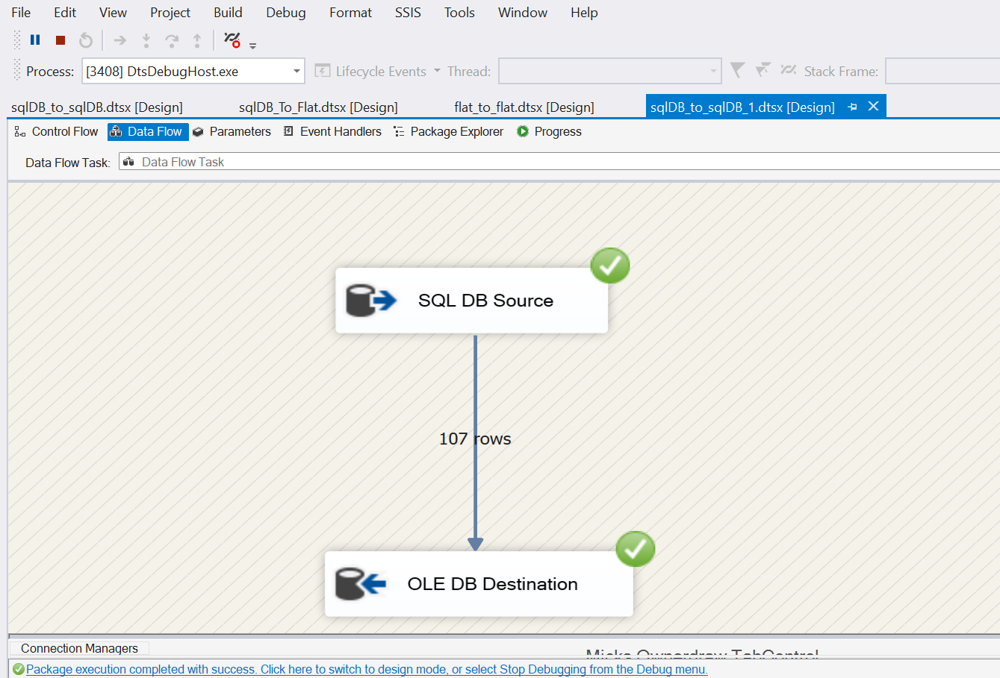 File Edit View Project Build Debug Format SSIS Tools Window Help
Process: [3408] DtsDebugHost.exe Lifecycle Events Thread: Stack Frame:
sqlDB_to_sqlDB.dtsx [Design] sqlDB_To_Flat.dtsx [Design] flat_to_flat.dtsx [Design] sqlDB_to_sqlDB_1.dtsx [Design]
Control Flow Data Flow Parameters Event Handlers Package Explorer Progress
Data Flow Task: Data Flow Task
SQL DB Source
107 rows
OLE DB Destination
Connection Managers
Micks Ownerdraw TabControl
Package execution completed with success. Click here to switch to design mode, or select Stop Debugging from the Debug menu.